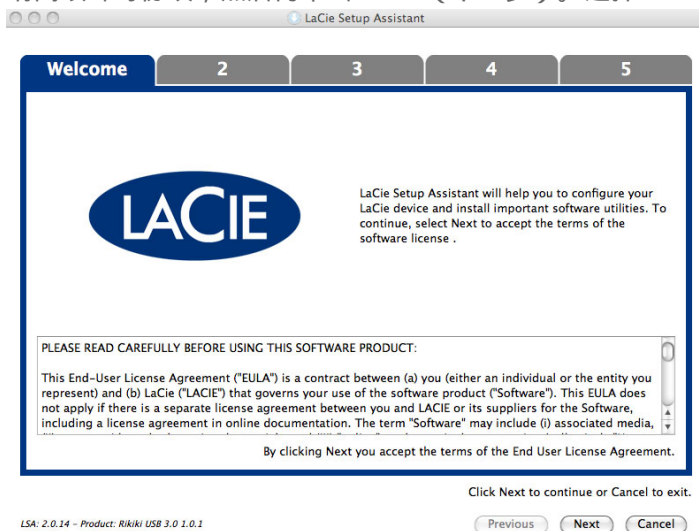 LaCie Setup Assistant
Welcome 2 3 4 5
LACIE
LaCie Setup Assistant will help you to configure your
LaCie device and install important software utilities. To
continue, select Next to accept the terms of the
software license .
PLEASE READ CAREFULLY BEFORE USING THIS SOFTWARE PRODUCT:
This End-User License Agreement ("EULA") is a contract between (a) you (either an individual or the entity you
represent) and (b) LaCie ("LACIE") that governs your use of the software product ("Software"). This EULA does
not apply if there is a separate license agreement between you and LACIE or its suppliers for the Software,
including a license agreement in online documentation. The term "Software" may include (i) associated media,
By clicking Next you accept the terms of the End User License Agreement.
Click Next to continue or Cancel to exit.
LSA: 2.0.14 - Product: Rikiki USB 3.0 1.0.1
Previous Next Cancel